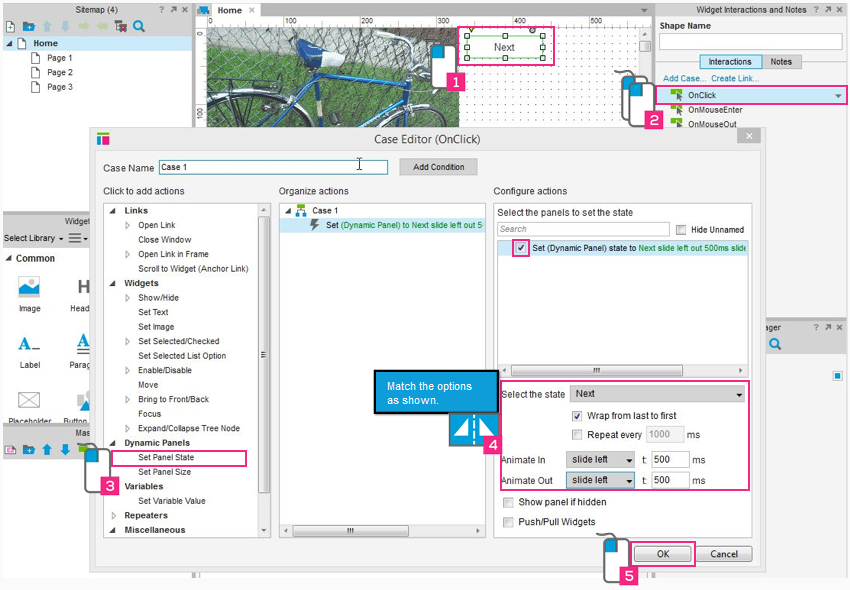 Sitemap (4)
Home
Page 1
Page 2
Page 3
Home
0
300
400
500
100
Next
1
Widget Interactions and Notes
Shape Name
Interactions
Notes
Add Case...
Create Link...
OnClick
OnMouseEnter
OnMouseOut
2
Widget
Select Library
Common
Image
Head
Label
Parag
Placeholder
Button
Mas
ager
Case Editor (OnClick)
Case Name
Case 1
Add Condition
Click to add actions
Links
Open Link
Close Window
Open Link in Frame
Scroll to Widget (Anchor Link)
Widgets
Show/Hide
Set Text
Set Image
Set Selected/Checked
Set Selected List Option
Enable/Disable
Move
Bring to Front/Back
Focus
Expand/Collapse Tree Node
Dynamic Panels
Set Panel State
Set Panel Size
Variables
Set Variable Value
Repeaters
Miscellaneous
3
Organize actions
Case 1
Set (Dynamic Panel) to Next slide left out 5
Configure actions
Select the panels to set the state
Search
Hide Unnamed
Set (Dynamic Panel) state to Next slide left out 500ms slide
Match the options
as shown.
4
Select the state
Next
Wrap from last to first
Repeat every
1000
ms
Animate In
slide left
t:
500
ms
Animate Out
slide left
t:
500
ms
Show panel if hidden
Push/Pull Widgets
OK
Cancel
5